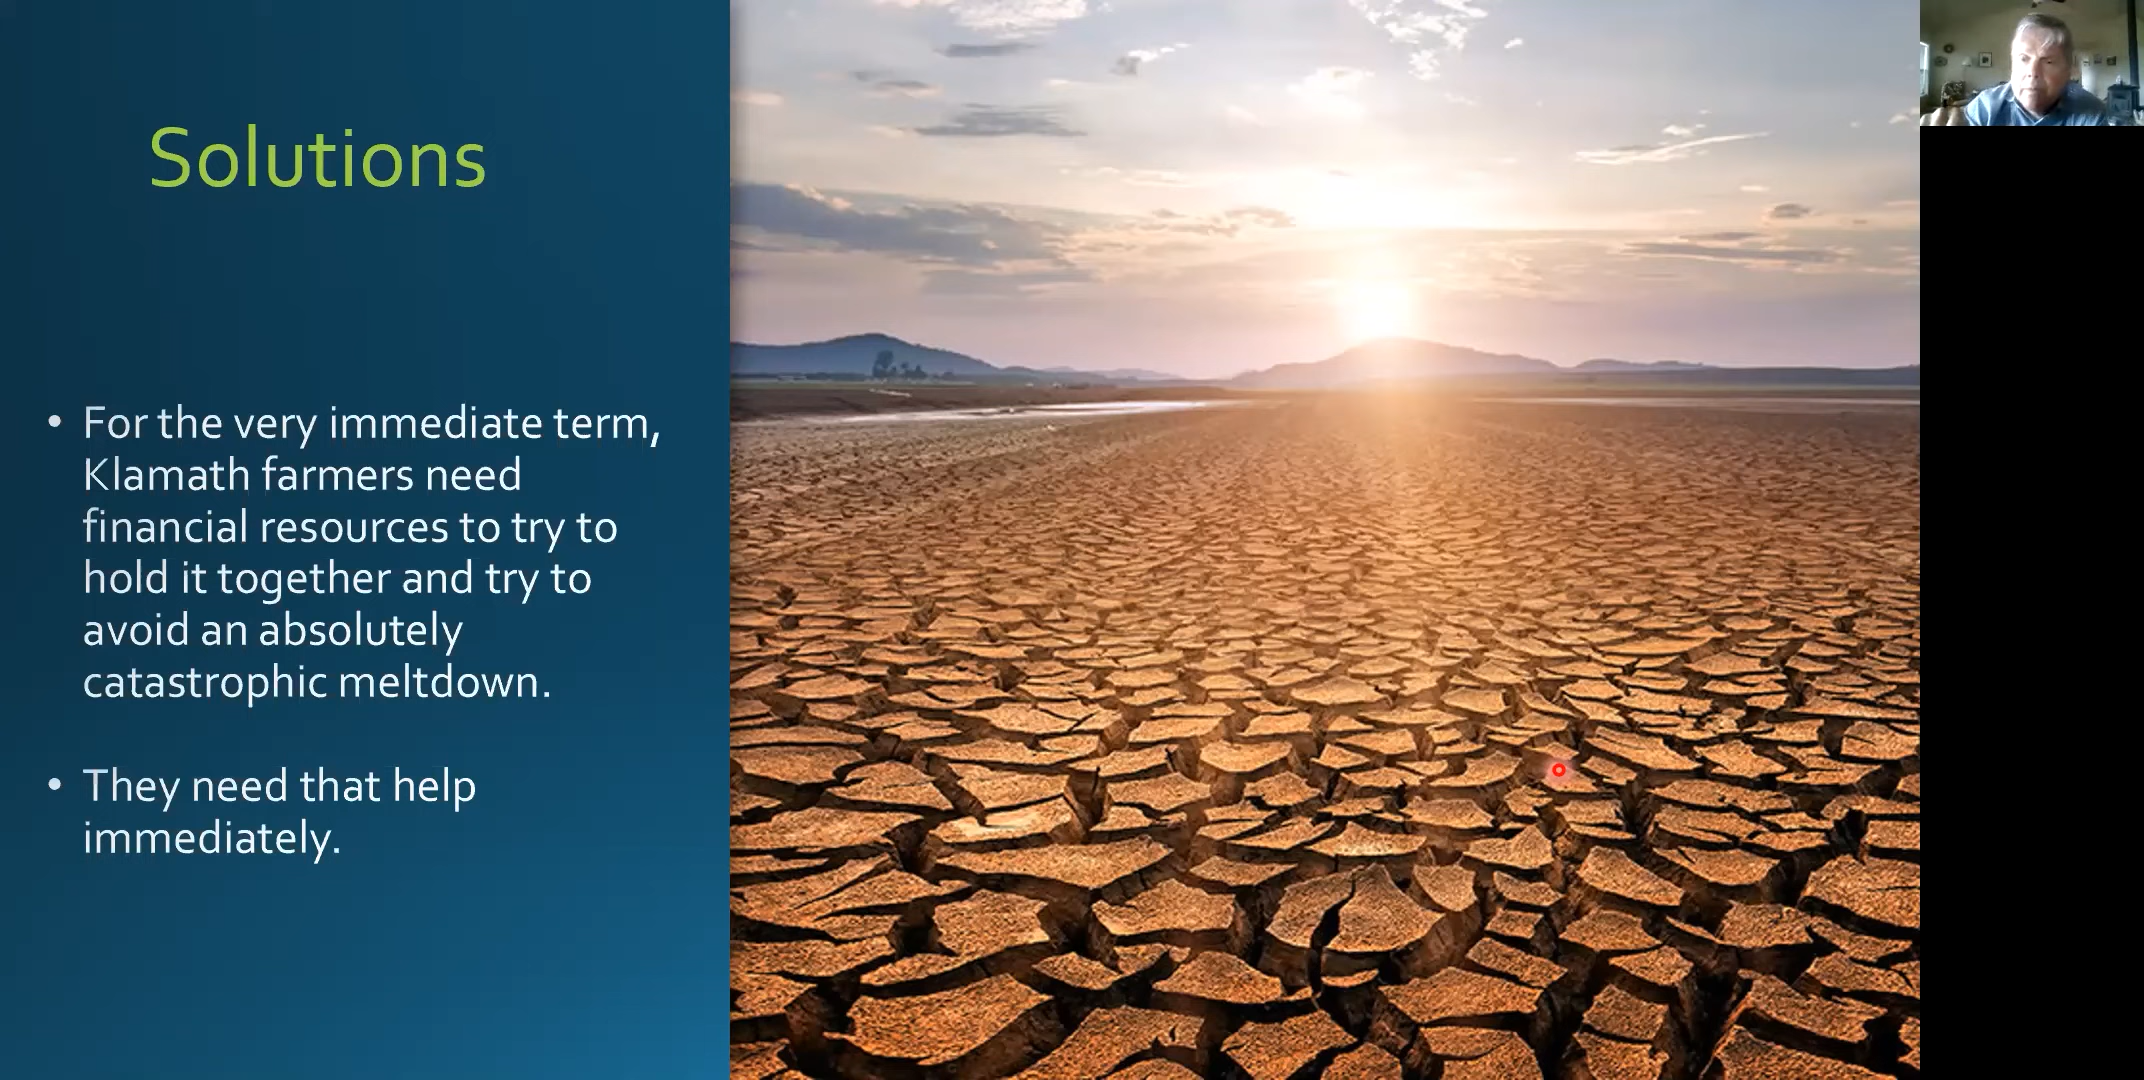 Solutions
• For the very immediate term,
Klamath farmers need
financial resources to try to
hold it together and try to
avoid an absolutely
catastrophic meltdown.
• They need that help
immediately.